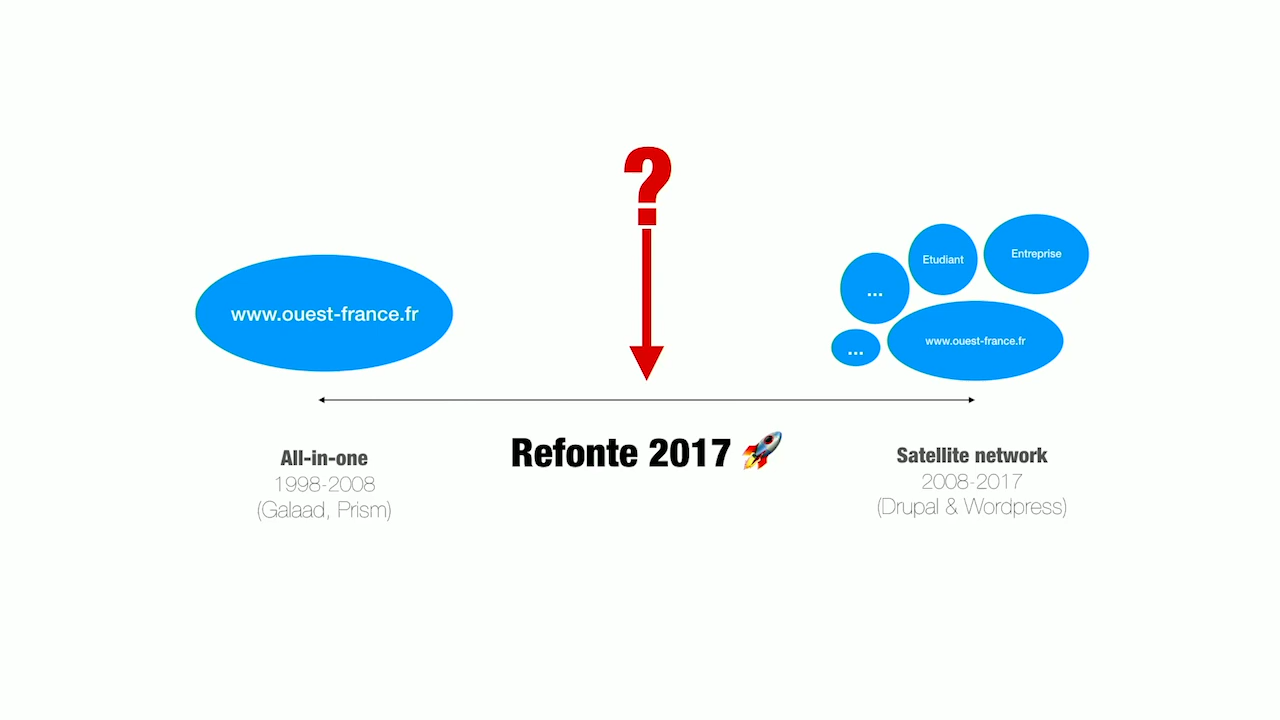 ?
www.ouest-france.fr
Etudiant
Entreprise
...
www.ouest-france.fr
...
Refonte 2017 🚀
All-in-one
1998-2008
(Galaad, Prism)
Satellite network
2008-2017
(Drupal & Wordpress)